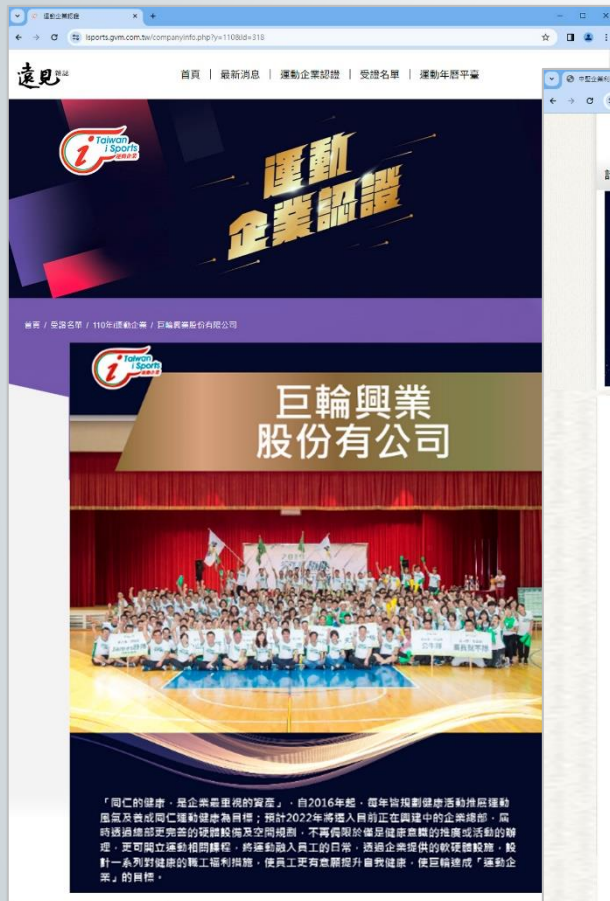 運動企業認證
isports.gvm.com.tw/companyinfo.php?y=110&id=318
遠見 雜誌
首頁 | 最新消息 | 運動企業認證 | 受證名單 | 運動年曆平臺
Taiwan
i Sports
運動企業
運動
企業認證
首頁 / 受證名單 / 110年i運動企業 / 巨輪興業股份有限公司
Taiwan
i Sports
運動企業
巨輪興業
股份有公司
「同仁的健康，是企業最重視的資產」，自2016年起，每年皆規劃健康活動推展運動
風氣及養成同仁運動健康為目標；預計2022年將遷入目前正在興建中的企業總部，屆
時透過總部更完善的硬體設備及空間規劃，不再侷限於僅是健康意識的推廣或活動的辦
理，更可開立運動相關課程，將運動融入員工的日常，透過企業提供的軟硬體設施，設
計一系列對健康的職工福利措施，使員工更有意願提升自我健康，使巨輪達成「運動企
業」的目標。